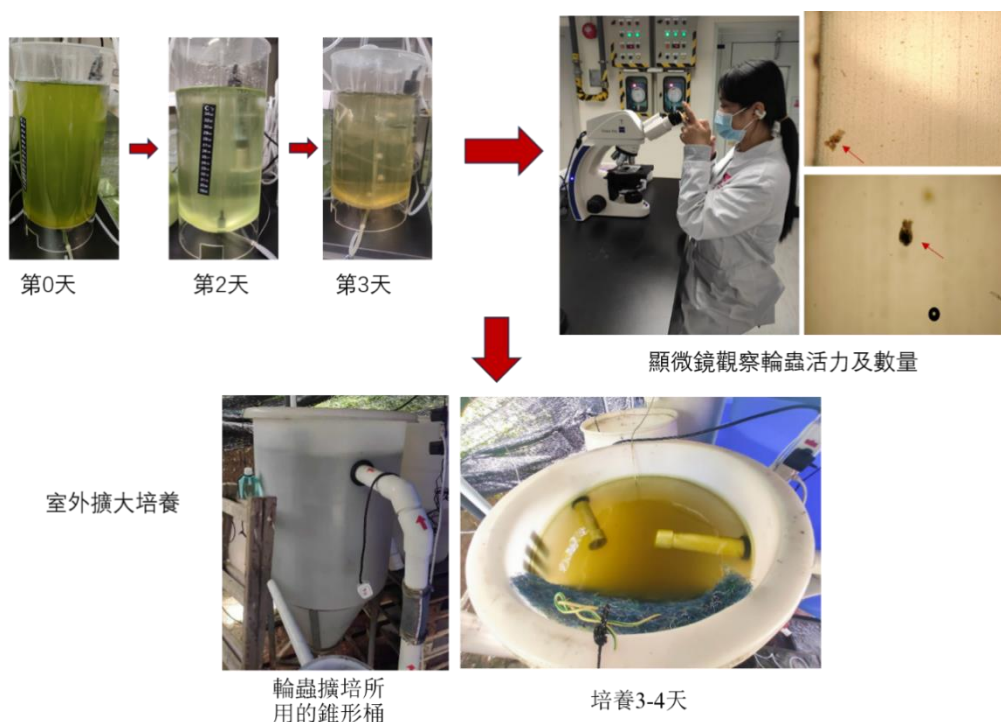 第0天
第2天
第3天
顯微鏡觀察輪蟲活力及數量
室外擴大培養
輪蟲擴培所
用的錐形桶
培養3-4天